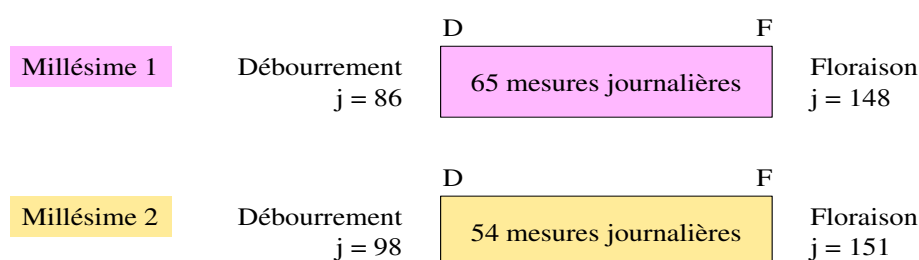 D F
Millésime 1 Débourrement 65 mesures journalières Floraison
j = 86 j = 148
D F
Millésime 2 Débourrement 54 mesures journalières Floraison
j = 98 j = 151